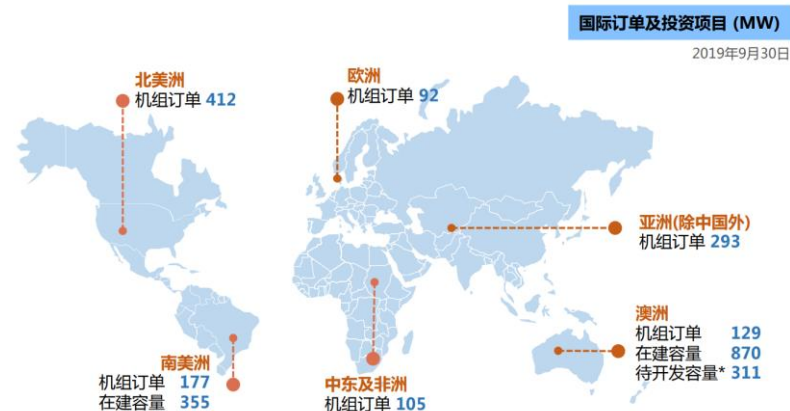 国际订单及投资项目 (MW)
2019年9月30日
北美洲
机组订单 412
欧洲
机组订单 92
亚洲(除中国外)
机组订单 293
澳洲
机组订单 129
在建容量 870
待开发容量* 311
南美洲
机组订单 177
在建容量 355
中东及非洲
机组订单 105